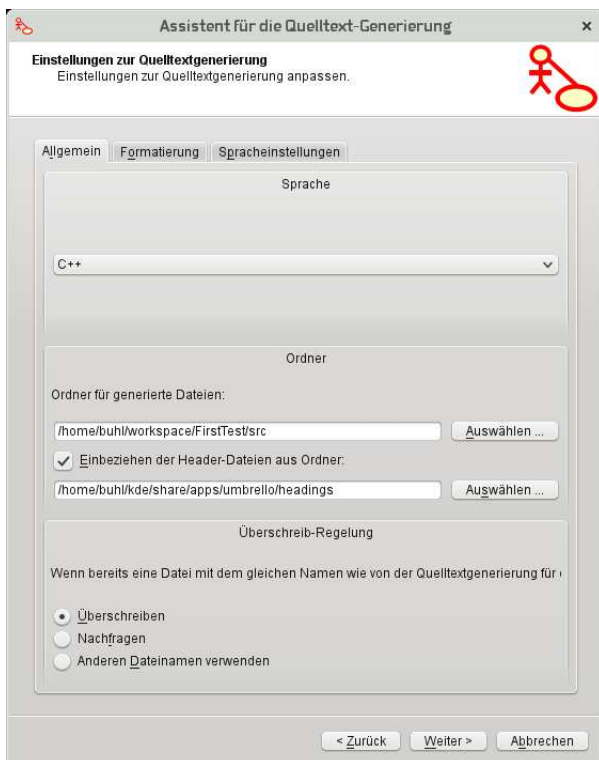 Assistent für die Quelltext-Generierung
Einstellungen zur Quelltextgenerierung
Einstellungen zur Quelltextgenerierung anpassen.
Allgemein Formatierung Spracheinstellungen
Sprache
C++
Ordner
Ordner für generierte Dateien:
/home/buhl/workspace/FirstTest/src Auswählen ...
Einbeziehen der Header-Dateien aus Ordner:
/home/buhl/kde/share/apps/umbrello/headings Auswählen ...
Überschreib-Regelung
Wenn bereits eine Datei mit dem gleichen Namen wie von der Quelltextgenerierung für
Überschreiben
Nachfragen
Anderen Dateinamen verwenden
< Zurück Weiter > Abbrechen